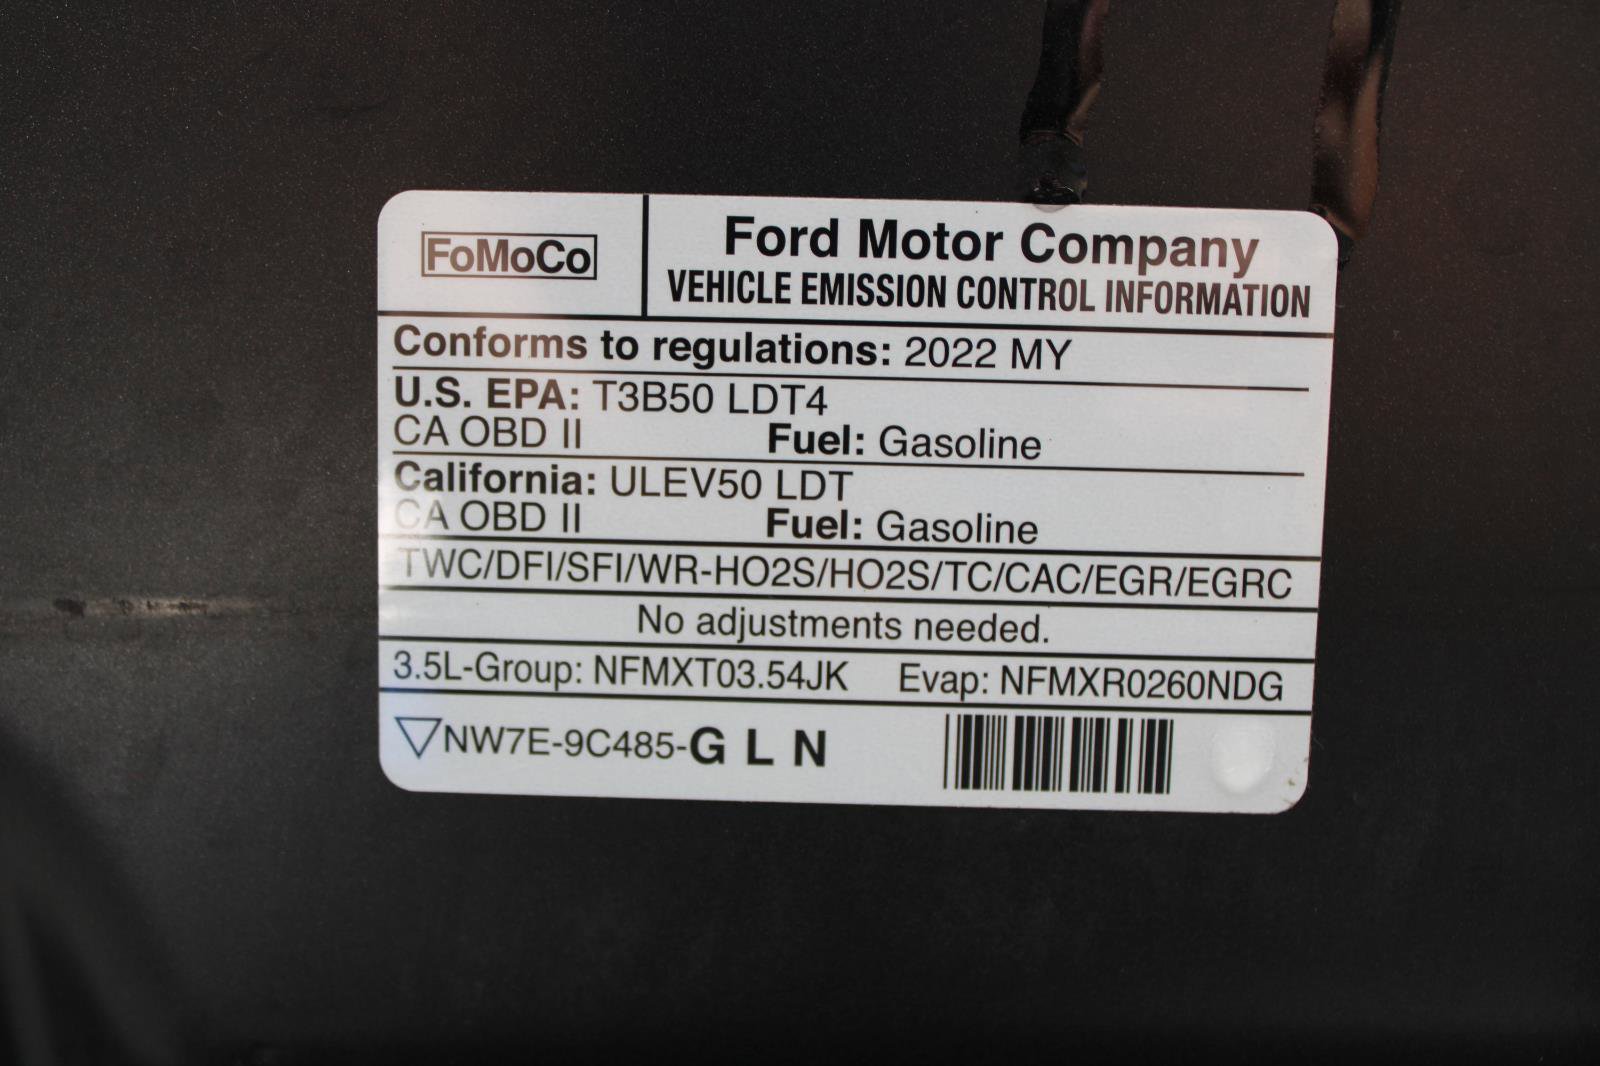 FoMoCo
Ford Motor Company
VEHICLE EMISSION CONTROL INFORMATION
Conforms to regulations: 2022 MY
U.S. EPA: T3B50 LDT4
CA OBD II Fuel: Gasoline
California: ULEV50 LDT
CA OBD II Fuel: Gasoline
TWC/DFI/SFI/WR-HO2S/HO2S/TC/CAC/EGR/EGRC
No adjustments needed.
3.5L-Group: NFMXT03.54JK Evap: NFMXR0260NDG
NW7E-9C485-G L N